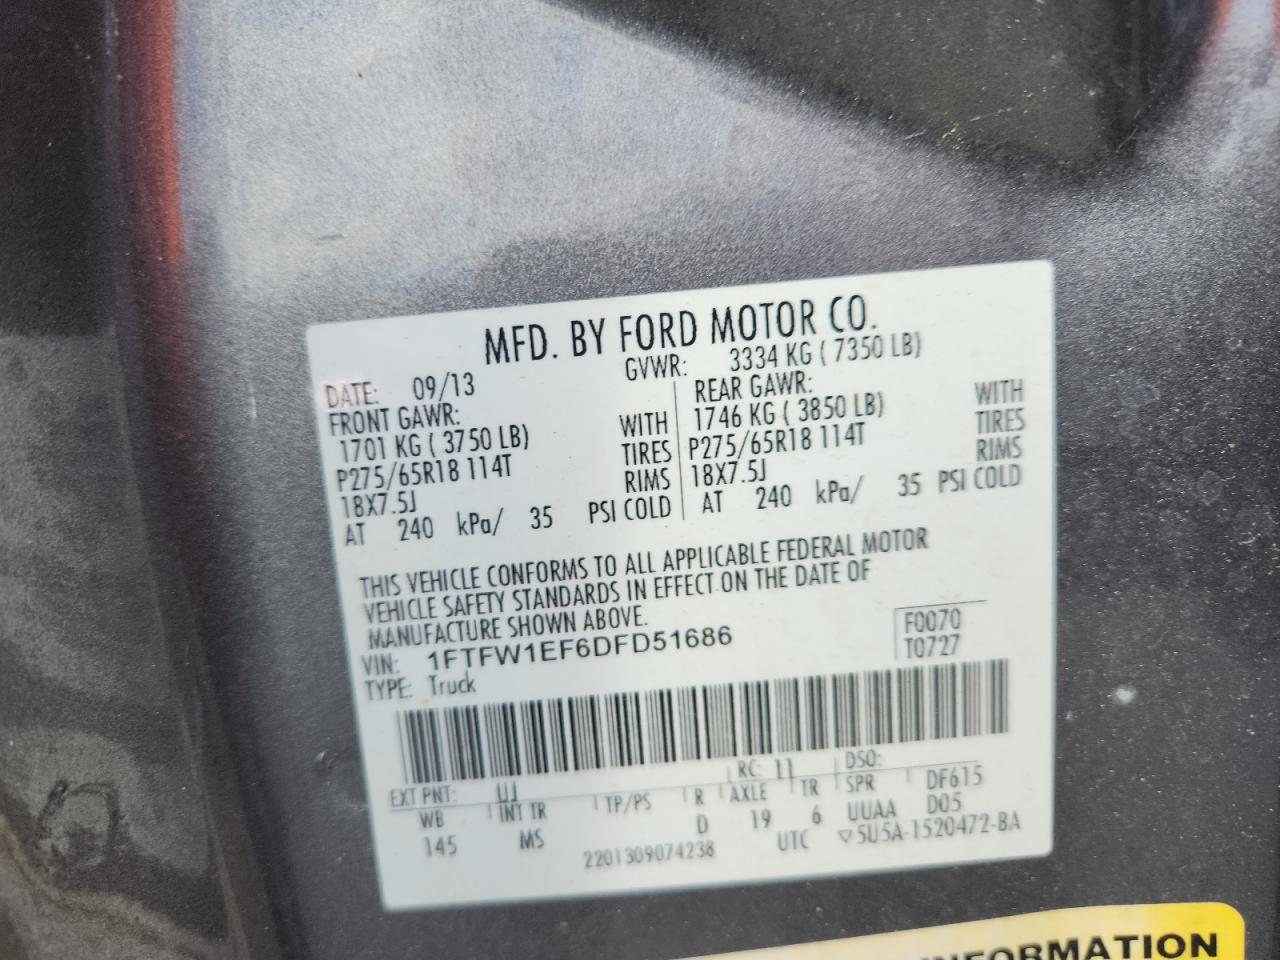 MFD. BY FORD MOTOR CO.
DATE: 09/13 GVWR: 3334 KG ( 7350 LB)
FRONT GAWR: REAR GAWR:
1701 KG ( 3750 LB) WITH 1746 KG ( 3850 LB) WITH
P275/65R18 114T TIRES P275/65R18 114T TIRES
18X7.5J RIMS 18X7.5J RIMS
AT 240 kPa/ 35 PSI COLD AT 240 kPa/ 35 PSI COLD
THIS VEHICLE CONFORMS TO ALL APPLICABLE FEDERAL MOTOR
VEHICLE SAFETY STANDARDS IN EFFECT ON THE DATE OF
MANUFACTURE SHOWN ABOVE.
VIN: 1FTFW1EF6DFD51686 F0070
TYPE: Truck T0727
EXT PNT: UJ RC: 11 DSO:
WB INT TR TP/PS R AXLE TR SPR DF615
145 MS D 19 6 UUAA D05
2201309074238 UTC ▽5U5A-1520472-BA
INFORMATION